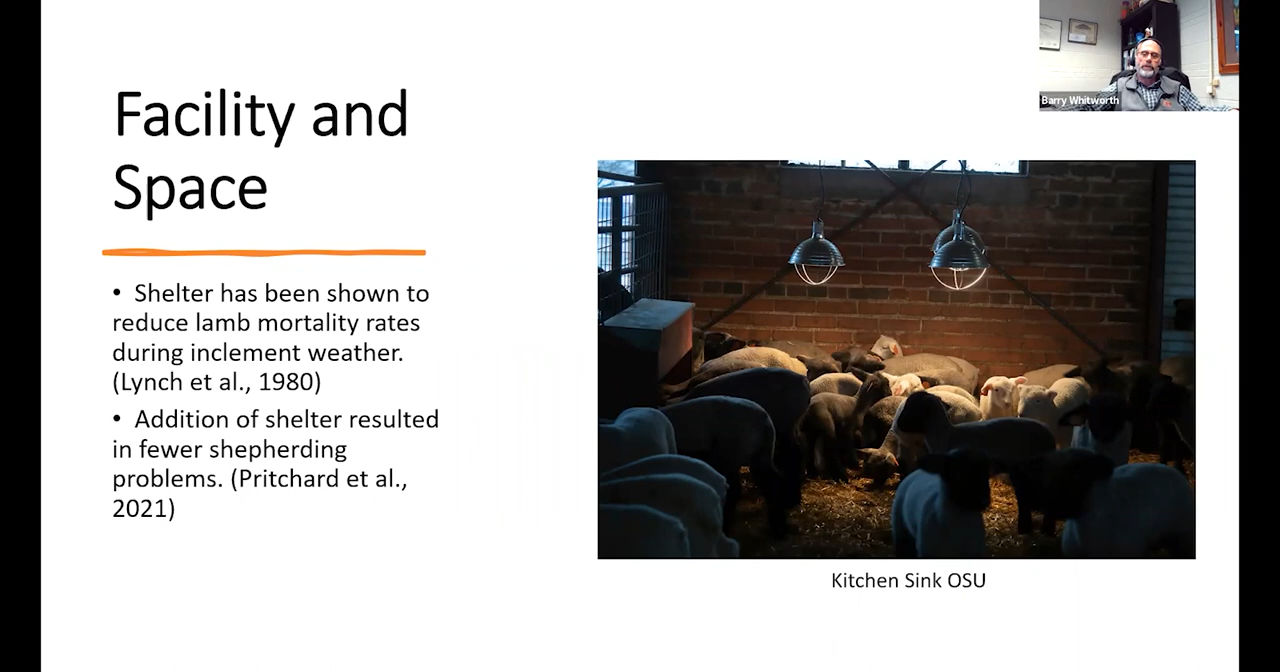 Barry Whitworth
Facility and
Space
• Shelter has been shown to
reduce lamb mortality rates
during inclement weather.
(Lynch et al., 1980)
• Addition of shelter resulted
in fewer shepherding
problems. (Pritchard et al.,
2021)
Kitchen Sink OSU